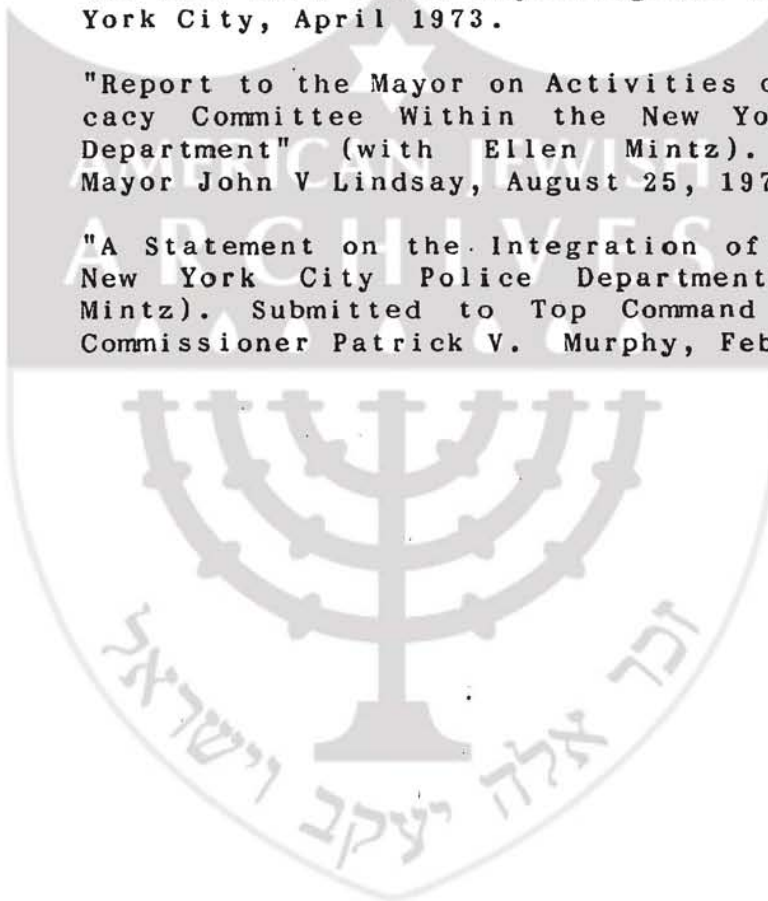 York City, April 1973.
"Report to the Mayor on Activities
cacy Committee Within the New
Department" (with Ellen Mintz).
Mayor John V Lindsay, August 25,
"A Statement on the Integration of
New York City Police Department
Mintz). Submitted to Top Command
Commissioner Patrick V. Murphy,
AMERICAN JEWISH
ARCHIVES
זכר אלה יעקב וישראל